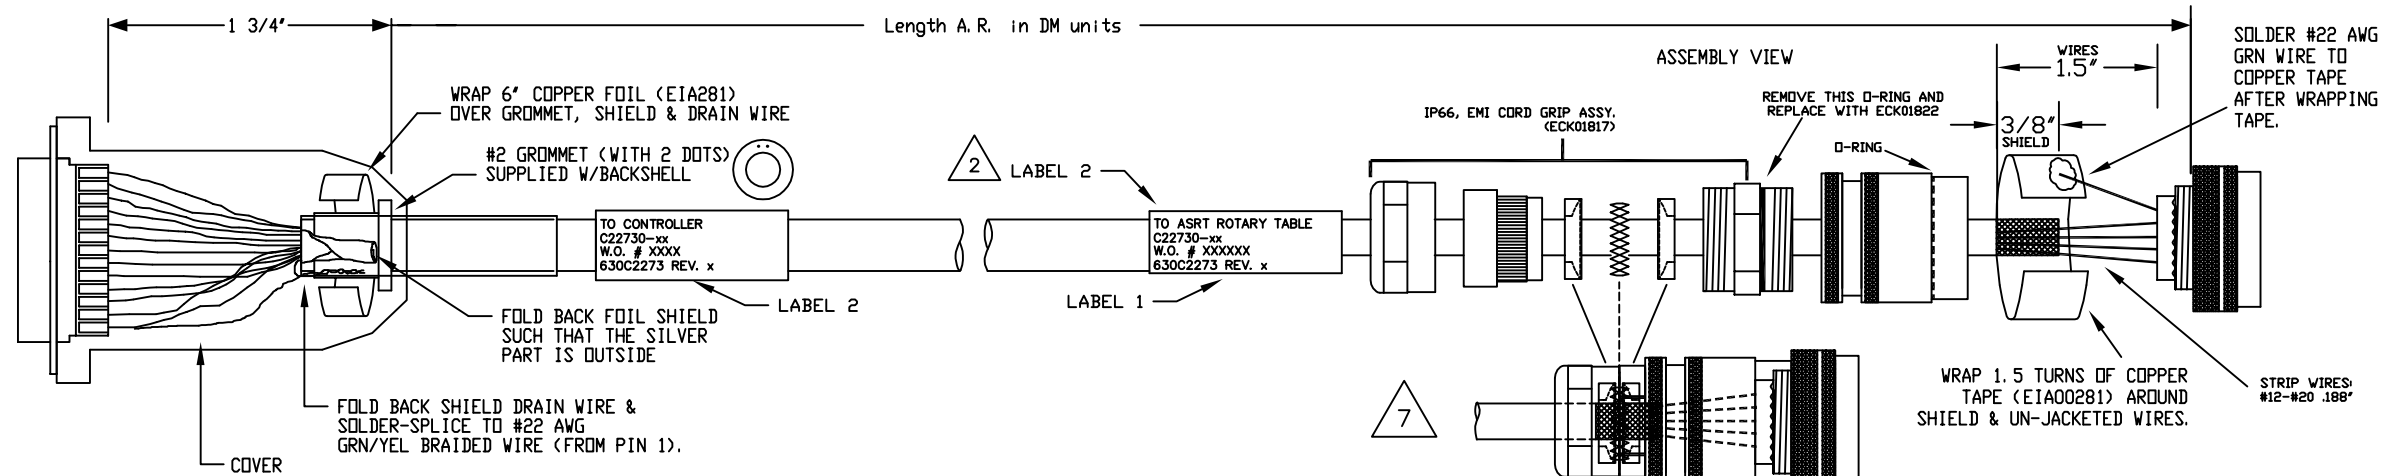 1 3/4"
Length A.R. in DM units
ASSEMBLY VIEW
WIRES
1.5"
SOLDER #22 AWG
GRN WIRE TO
COPPER TAPE
AFTER WRAPPING
TAPE.
WRAP 6" COPPER FOIL (EIA281)
OVER GROMMET, SHIELD & DRAIN WIRE
#2 GROMMET (WITH 2 DOTS)
SUPPLIED W/BACKSHELL
2
LABEL 2
IP66, EMI CORD GRIP ASSY.
(ECK01817)
REMOVE THIS O-RING AND
REPLACE WITH ECK01822
O-RING
3/8"
SHIELD
TO CONTROLLER
C22730-xx
W.O. # XXXX
630C2273 REV. x
TO ASRT ROTARY TABLE
C22730-xx
W.O. # XXXXXX
630C2273 REV. x
LABEL 2
LABEL 1
FOLD BACK FOIL SHIELD
SUCH THAT THE SILVER
PART IS OUTSIDE
FOLD BACK SHIELD DRAIN WIRE &
SOLDER-SPLICE TO #22 AWG
GRN/YEL BRAIDED WIRE (FROM PIN 1).
COVER
7
WRAP 1.5 TURNS OF COPPER
TAPE (EIA00281) AROUND
SHIELD & UN-JACKETED WIRES.
STRIP WIRES:
#12-#20 .188"